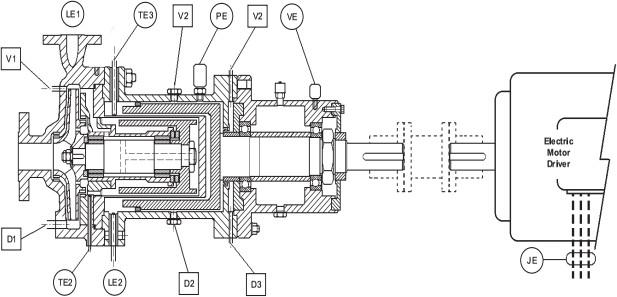 LE1
TE3
V2
PE
V2
VE
V1
Electric
Motor
Driver
D1
JE
TE2
LE2
D2
D3